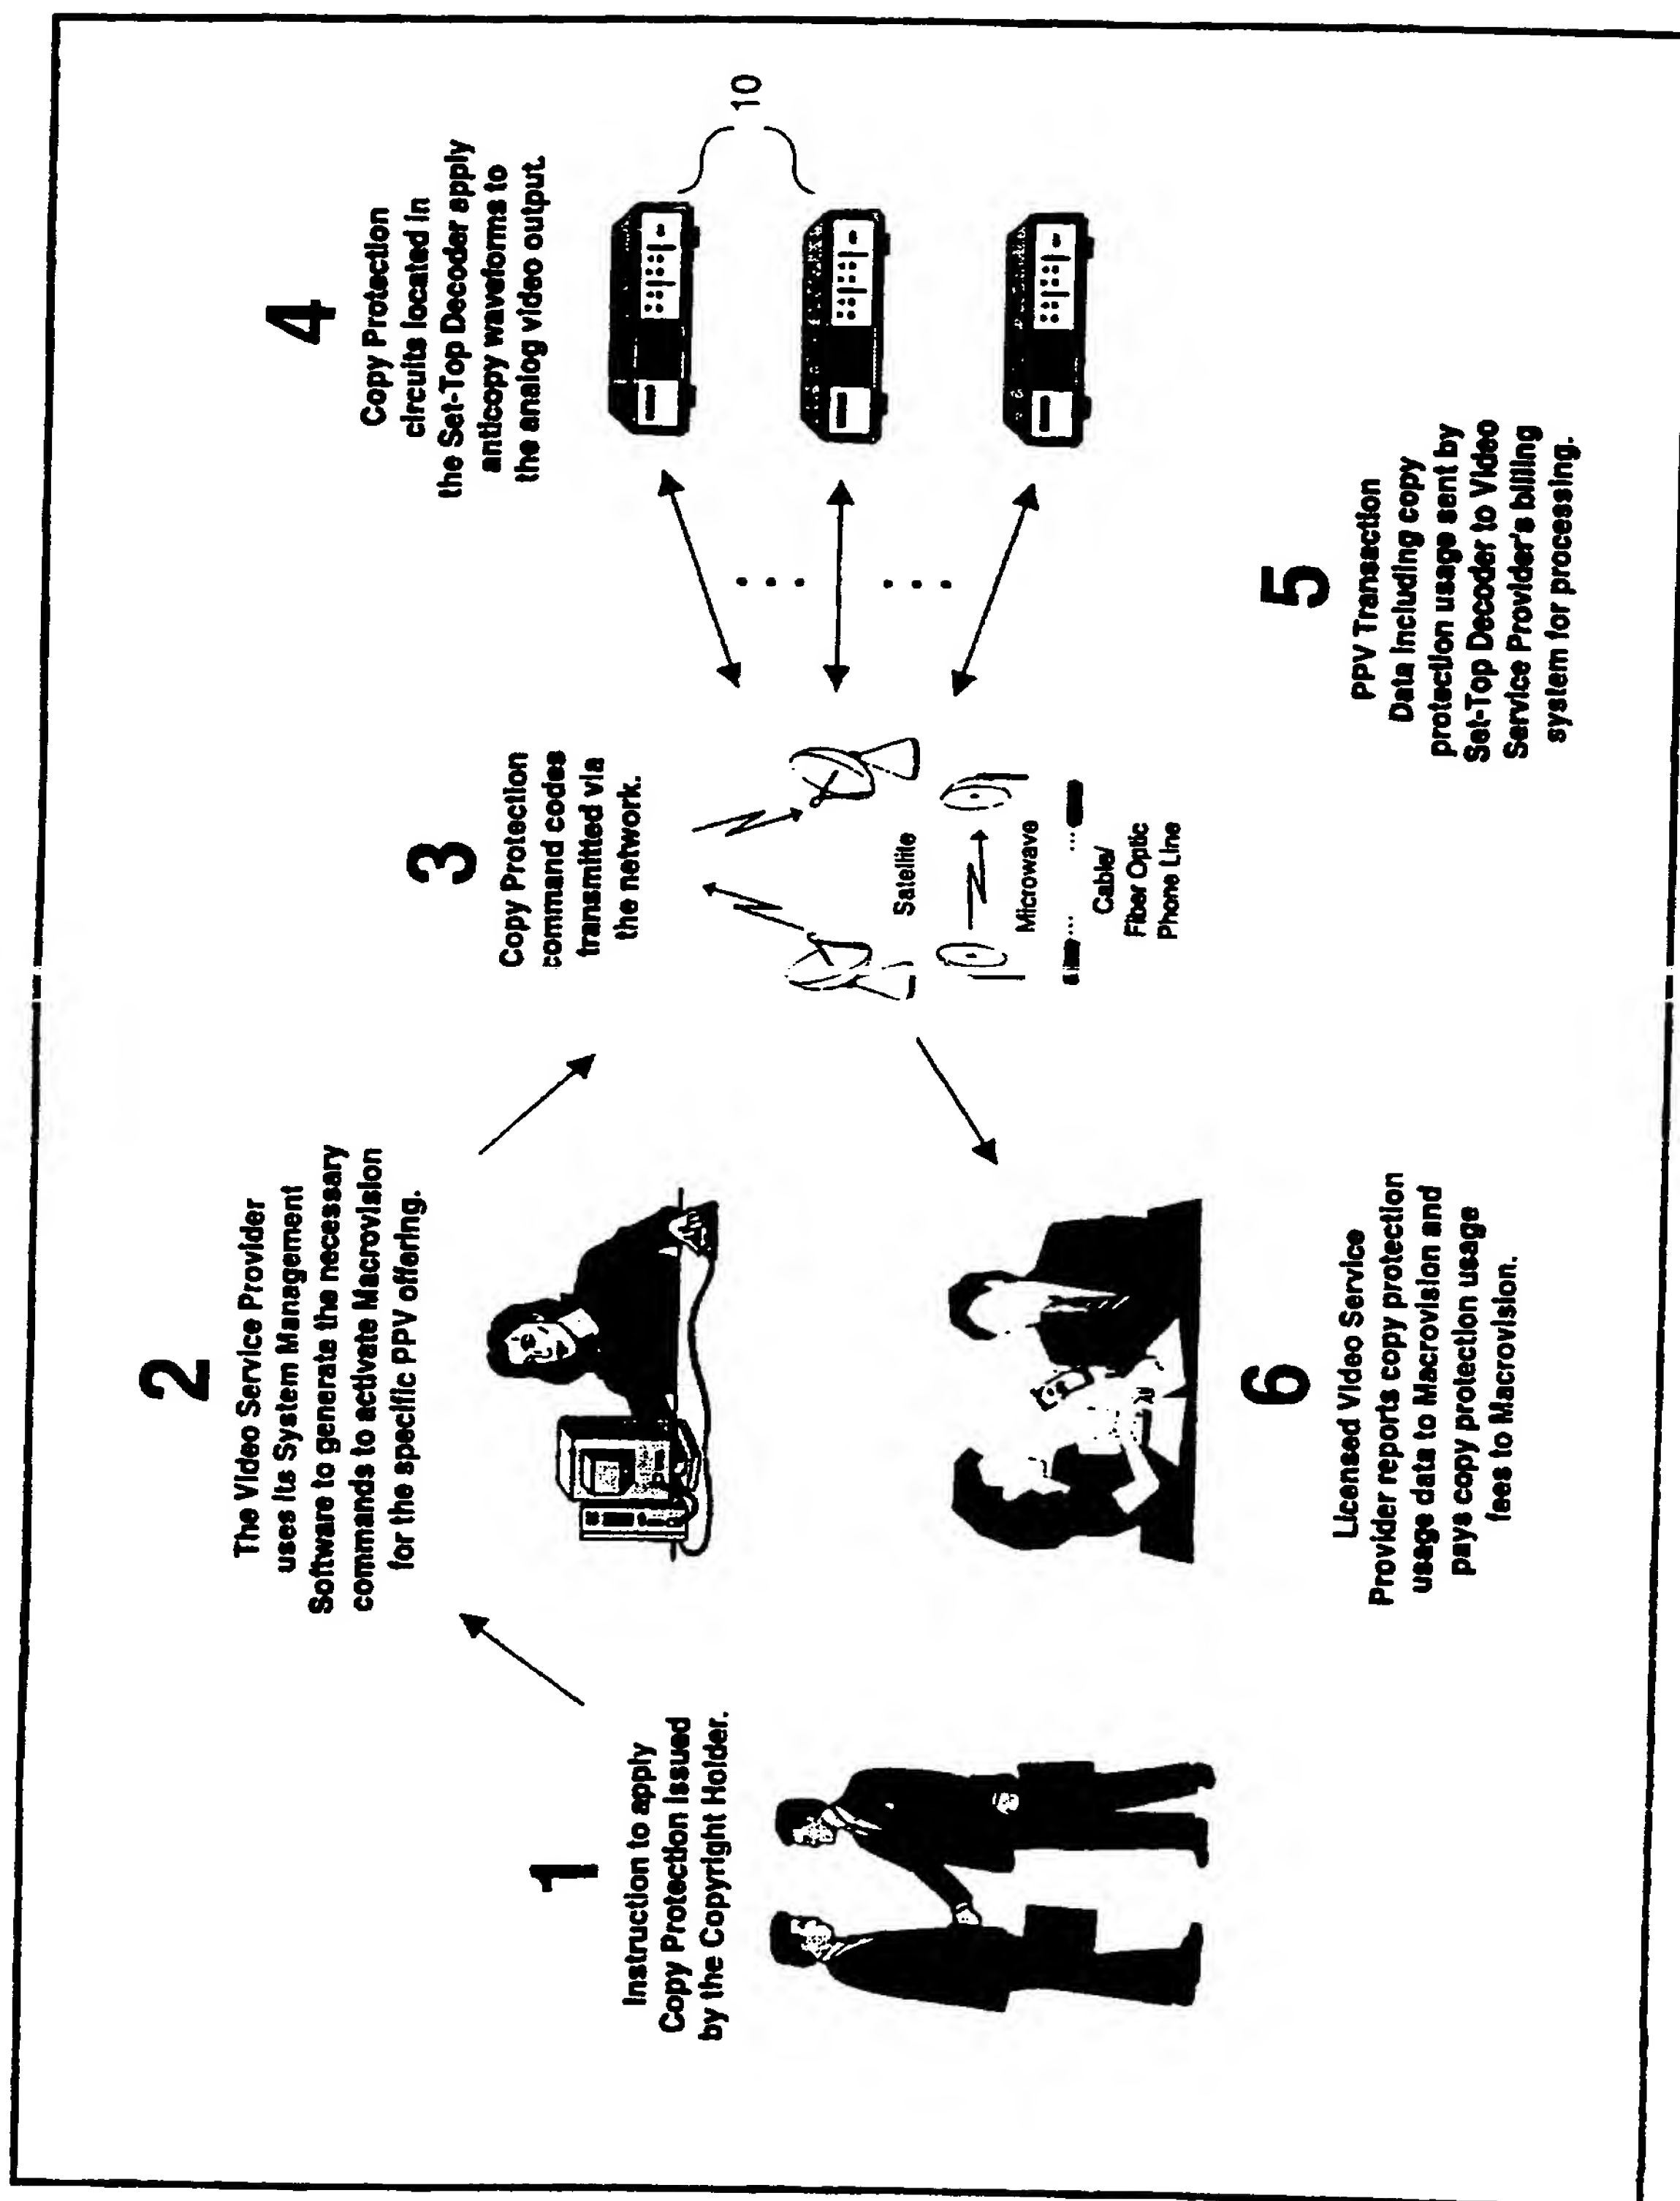 1
Instruction to apply
Copy Protection issued
by the Copyright Holder.
2
The Video Service Provider
uses its System Management
Software to generate the necessary
commands to activate Macrovision
for the specific PPV offering.
3
Copy Protection
command codes
transmitted via
the network.
Satellite
Microwave
Cable/
Fiber Optic
Phone Line
4
Copy Protection
circuits located in
the Set-Top Decoder apply
anticopy waveforms to
the analog video output.
10
5
PPV Transaction
Data Including copy
protection usage sent by
Set-Top Decoder to Video
Service Provider's billing
system for processing.
6
Licensed Video Service
Provider reports copy protection
usage data to Macrovision and
pays copy protection usage
fees to Macrovision.